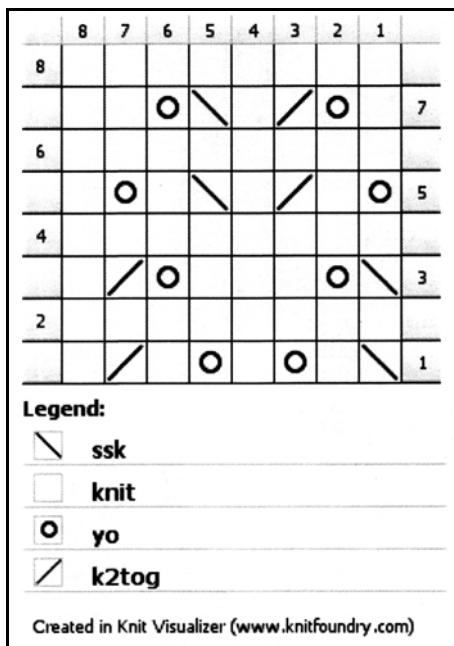 8 7 6 5 4 3 2 1
8
7
6
5
4
3
2
1
Legend:
ssk
knit
yo
k2tog
Created in Knit Visualizer (www.knitfoundry.com)